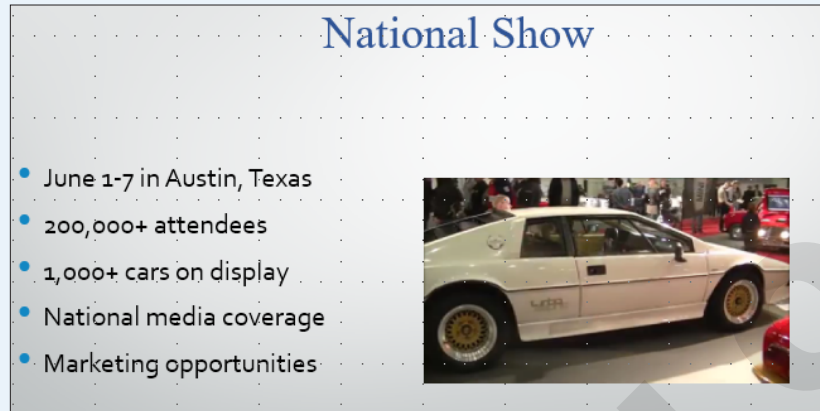 National Show
June 1-7 in Austin, Texas
200,000+ attendees
1,000+ cars on display
National media coverage
Marketing opportunities